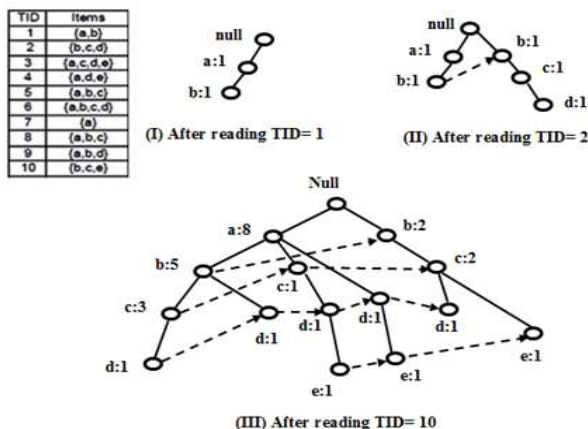 TID Items
1 {a,b}
2 {b,c,d}
3 {a,c,d,e}
4 {a,d,e}
5 {a,b,c}
6 {a,b,c,d}
7 {a}
8 {a,b,c}
9 {a,b,d}
10 {b,c,e}
null
a:1
b:1
(I) After reading TID= 1
null
b:1
a:1
c:1
b:1
d:1
(II) After reading TID= 2
Null
a:8
b:2
b:5
c:1
c:2
c:3
d:1
d:1
d:1
d:1
d:1
e:1
e:1
e:1
(III) After reading TID= 10